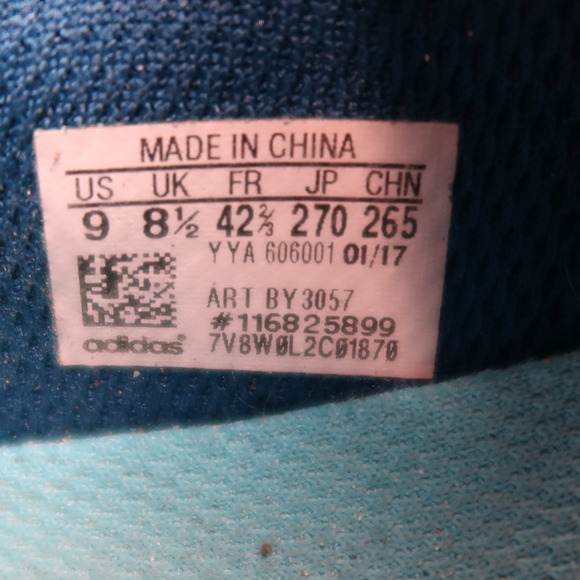 MADE IN CHINA
US UK FR JP CHN
9 8½ 42⅔ 270 265
YYA 606001 01/17
ART BY3057
#116825899
adidas® 7V8W0L2C01870